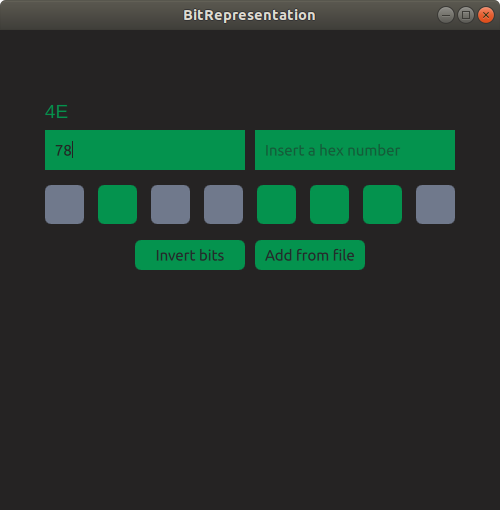 BitRepresentation
4E
78 Insert a hex number
Invert bits Add from file